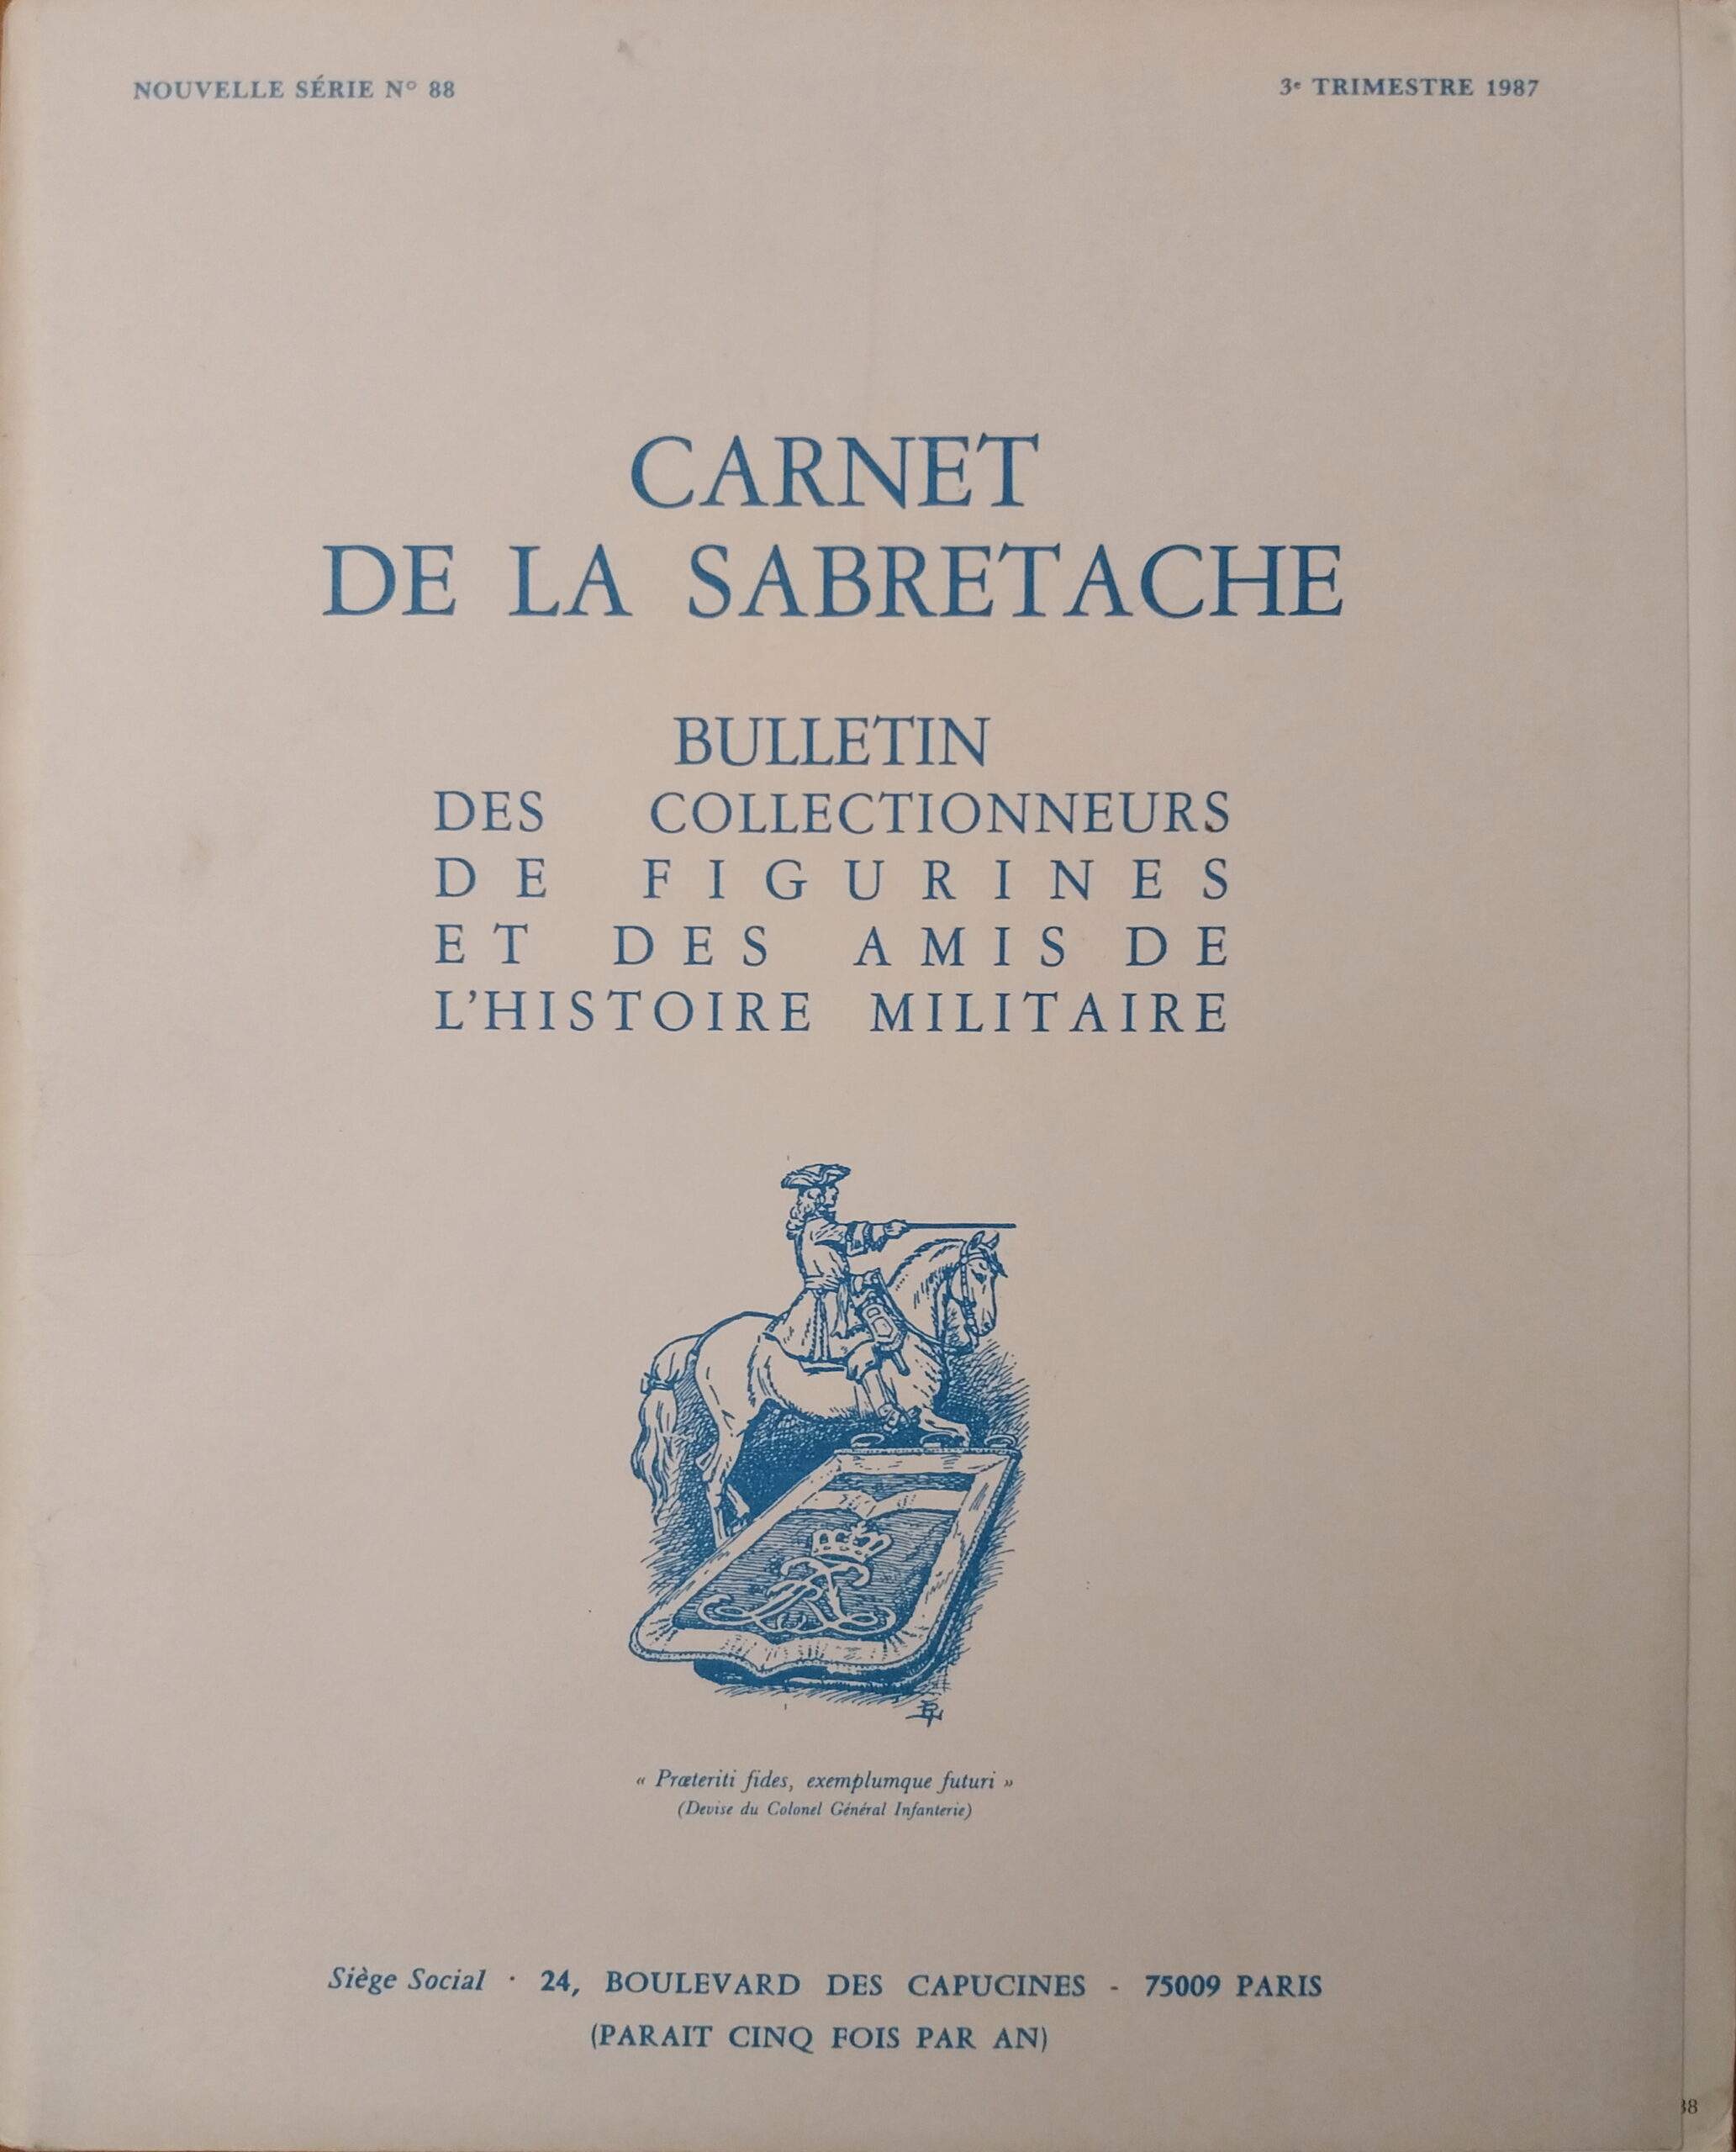 NOUVELLE SÉRIE N° 88
3e TRIMESTRE 1987
CARNET
DE LA SABRETACHE
BULLETIN
DES COLLECTIONNEURS
DE FIGURINES
ET DES AMIS DE
L'HISTOIRE MILITAIRE
« Præteriti fides, exemplumque futuri »
(Devise du Colonel Général Infanterie)
Siège Social · 24, BOULEVARD DES CAPUCINES - 75009 PARIS
(PARAIT CINQ FOIS PAR AN)